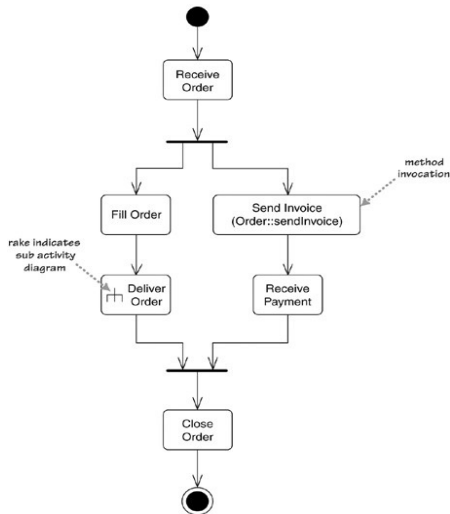 Receive
Order
method
invocation
Fill Order
Send Invoice
(Order::sendInvoice)
rake indicates
sub activity
diagram
Deliver
Order
Receive
Payment
Close
Order